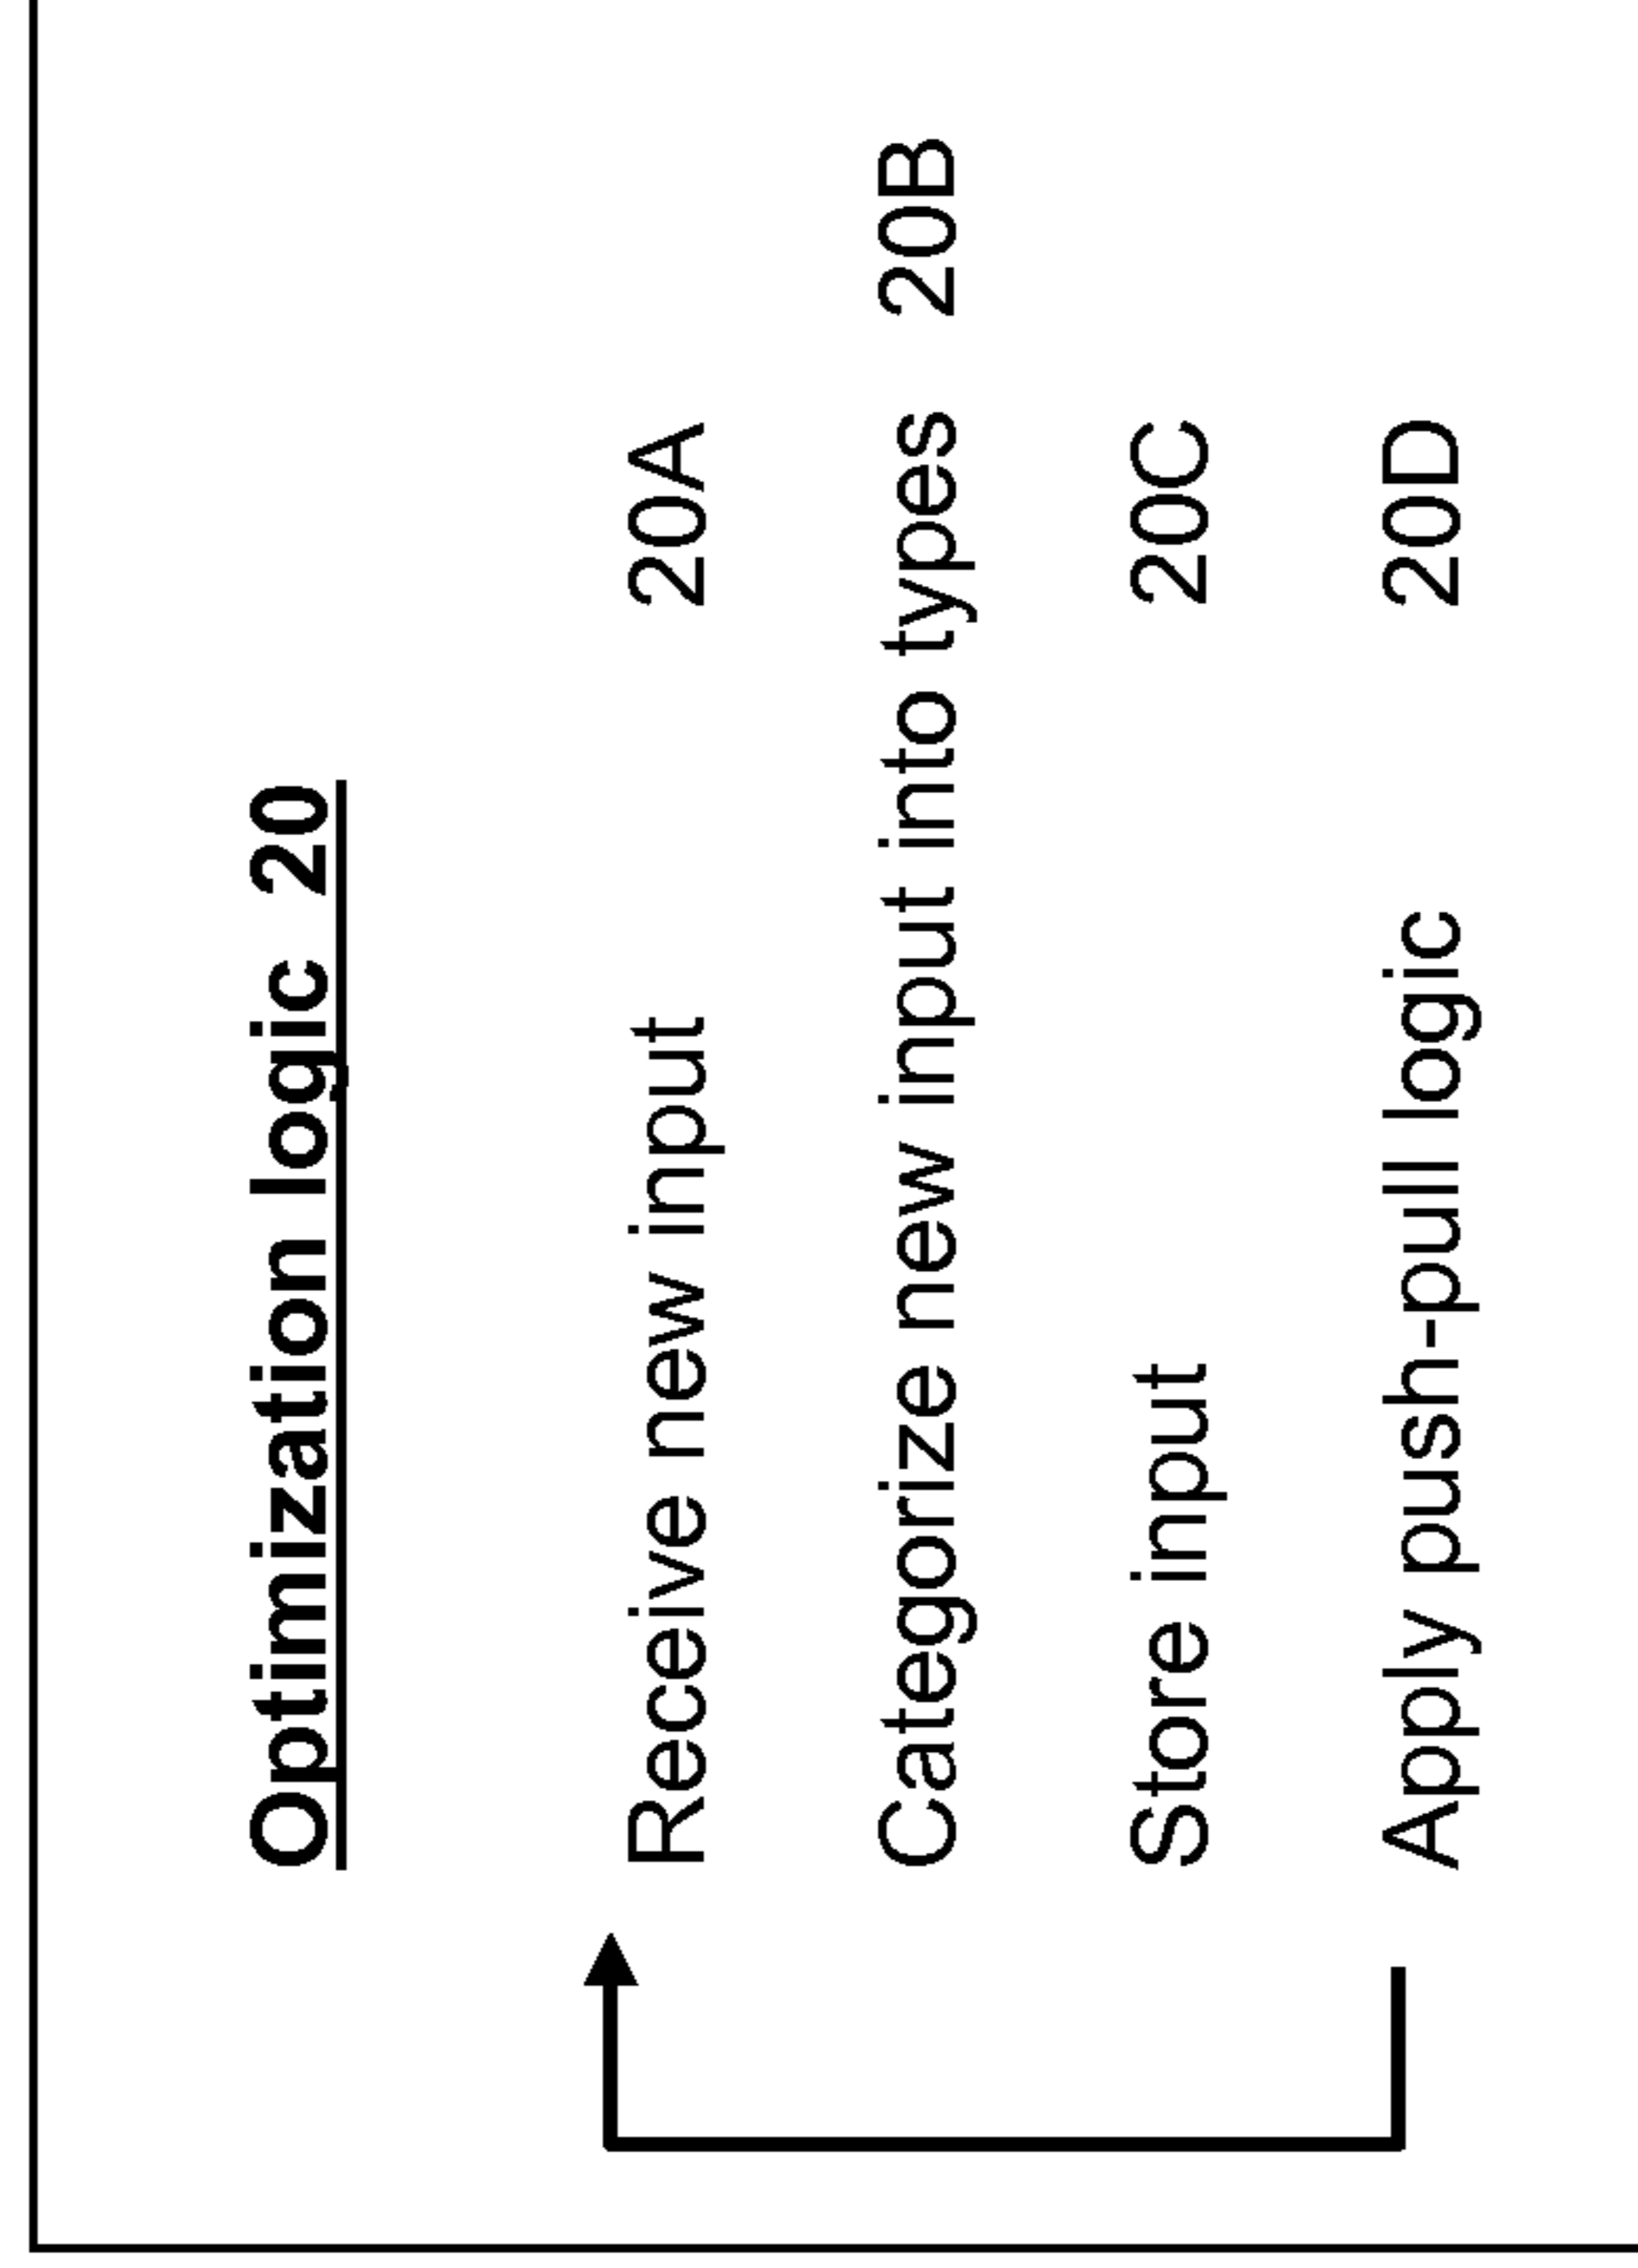 Optimization logic 20
Receive new input 20A
Categorize new input into types 20B
Store input 20C
Apply push-pull logic 20D